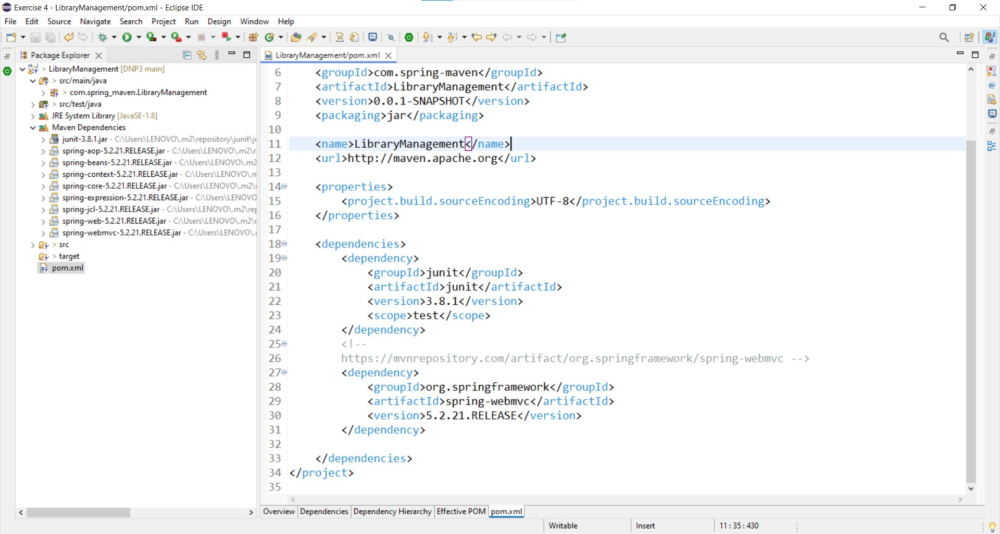 Exercise 4 - LibraryManagement/pom.xml - Eclipse IDE
File Edit Source Navigate Search Project Run Design Window Help
Package Explorer
> LibraryManagement [DNP3 main]
> src/main/java
> com.spring_maven.LibraryManagement
> src/test/java
JRE System Library [JavaSE-1.8]
Maven Dependencies
junit-3.8.1.jar - C:\Users\LENOVO\.m2\repository\junit\ju
spring-aop-5.2.21.RELEASE.jar - C:\Users\LENOVO\.m2\r
spring-beans-5.2.21.RELEASE.jar - C:\Users\LENOVO\.m2
spring-context-5.2.21.RELEASE.jar - C:\Users\LENOVO\.m
spring-core-5.2.21.RELEASE.jar - C:\Users\LENOVO\.m2\
spring-expression-5.2.21.RELEASE.jar - C:\Users\LENOVO
spring-jcl-5.2.21.RELEASE.jar - C:\Users\LENOVO\.m2\rep
spring-web-5.2.21.RELEASE.jar - C:\Users\LENOVO\.m2\
spring-webmvc-5.2.21.RELEASE.jar - C:\Users\LENOVO\.
> src
> target
pom.xml
LibraryManagement/pom.xml
6 <groupId>com.spring-maven</groupId>
7 <artifactId>LibraryManagement</artifactId>
8 <version>0.0.1-SNAPSHOT</version>
9 <packaging>jar</packaging>
10
11 <name>LibraryManagement</name>
12 <url>http://maven.apache.org</url>
13
14 <properties>
15 <project.build.sourceEncoding>UTF-8</project.build.sourceEncoding>
16 </properties>
17
18 <dependencies>
19 <dependency>
20 <groupId>junit</groupId>
21 <artifactId>junit</artifactId>
22 <version>3.8.1</version>
23 <scope>test</scope>
24 </dependency>
25 <!--
26 https://mvnrepository.com/artifact/org.springframework/spring-webmvc -->
27 <dependency>
28 <groupId>org.springframework</groupId>
29 <artifactId>spring-webmvc</artifactId>
30 <version>5.2.21.RELEASE</version>
31 </dependency>
32
33 </dependencies>
34 </project>
35
Overview Dependencies Dependency Hierarchy Effective POM pom.xml
Writable Insert 11 : 35 : 430